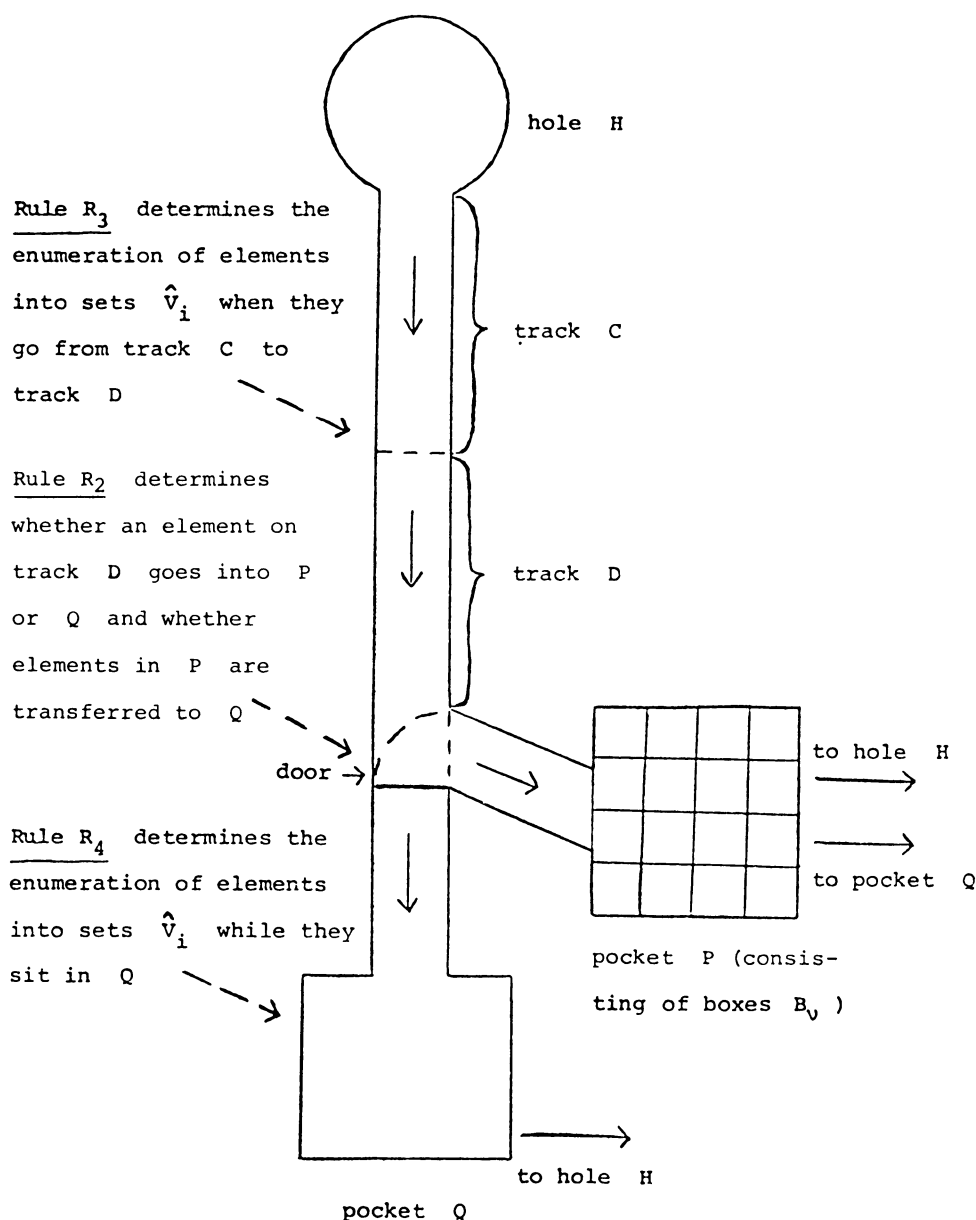 hole H
Rule R₃ determines the
enumeration of elements
into sets V̂ᵢ when they
go from track C to
track D
track C
Rule R₂ determines
whether an element on
track D goes into P
or Q and whether
elements in P are
transferred to Q
track D
door →
to hole H
to pocket Q
pocket P (consis-
ting of boxes Bᵥ )
Rule R₄ determines the
enumeration of elements
into sets V̂ᵢ while they
sit in Q
to hole H
pocket Q